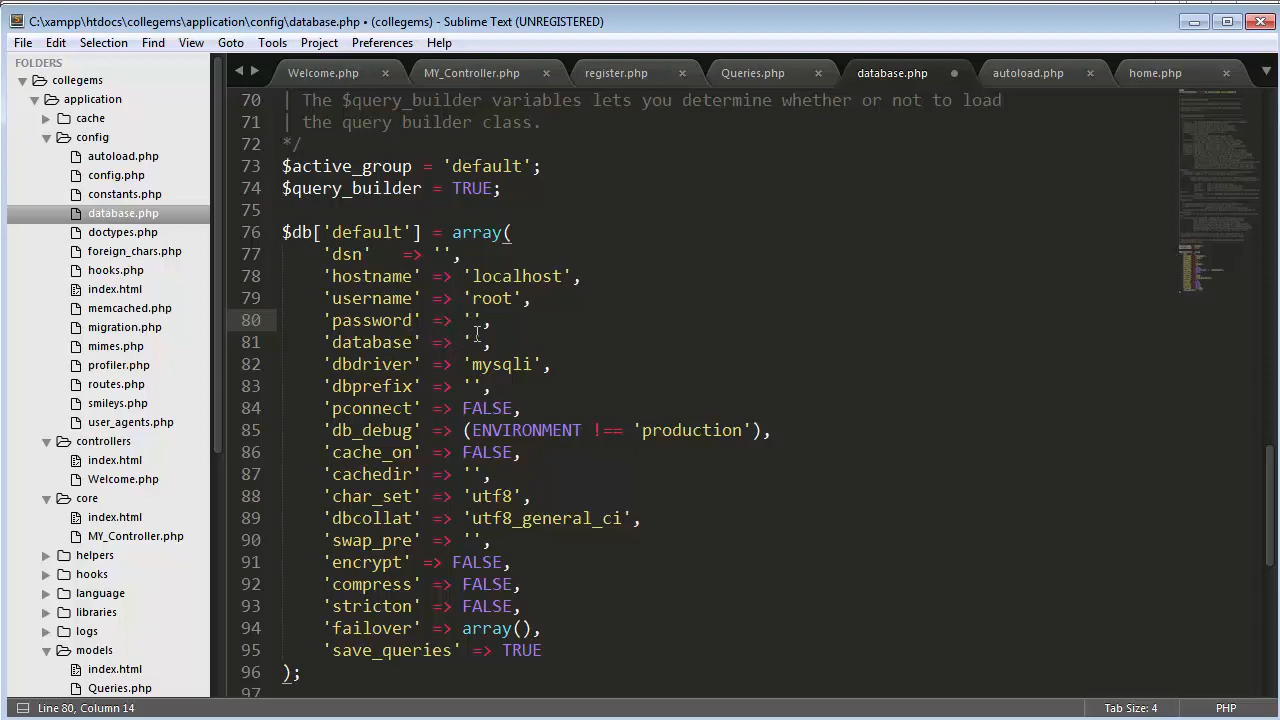 C:\xampp\htdocs\collegems\application\config\database.php • (collegems) - Sublime Text (UNREGISTERED)
File Edit Selection Find View Goto Tools Project Preferences Help
FOLDERS
collegems
application
cache
config
autoload.php
config.php
constants.php
database.php
doctypes.php
foreign_chars.php
hooks.php
index.html
memcached.php
migration.php
mimes.php
profiler.php
routes.php
smileys.php
user_agents.php
controllers
index.html
Welcome.php
core
index.html
MY_Controller.php
helpers
hooks
language
libraries
logs
models
index.html
Queries.php
Welcome.php MY_Controller.php register.php Queries.php database.php autoload.php home.php
70 | The $query_builder variables lets you determine whether or not to load
71 | the query builder class.
72 */
73 $active_group = 'default';
74 $query_builder = TRUE;
75
76 $db['default'] = array(
77 'dsn' => '',
78 'hostname' => 'localhost',
79 'username' => 'root',
80 'password' => '',
81 'database' => '',
82 'dbdriver' => 'mysqli',
83 'dbprefix' => '',
84 'pconnect' => FALSE,
85 'db_debug' => (ENVIRONMENT !== 'production'),
86 'cache_on' => FALSE,
87 'cachedir' => '',
88 'char_set' => 'utf8',
89 'dbcollat' => 'utf8_general_ci',
90 'swap_pre' => '',
91 'encrypt' => FALSE,
92 'compress' => FALSE,
93 'stricton' => FALSE,
94 'failover' => array(),
95 'save_queries' => TRUE
96 );
97
Line 80, Column 14 Tab Size: 4 PHP